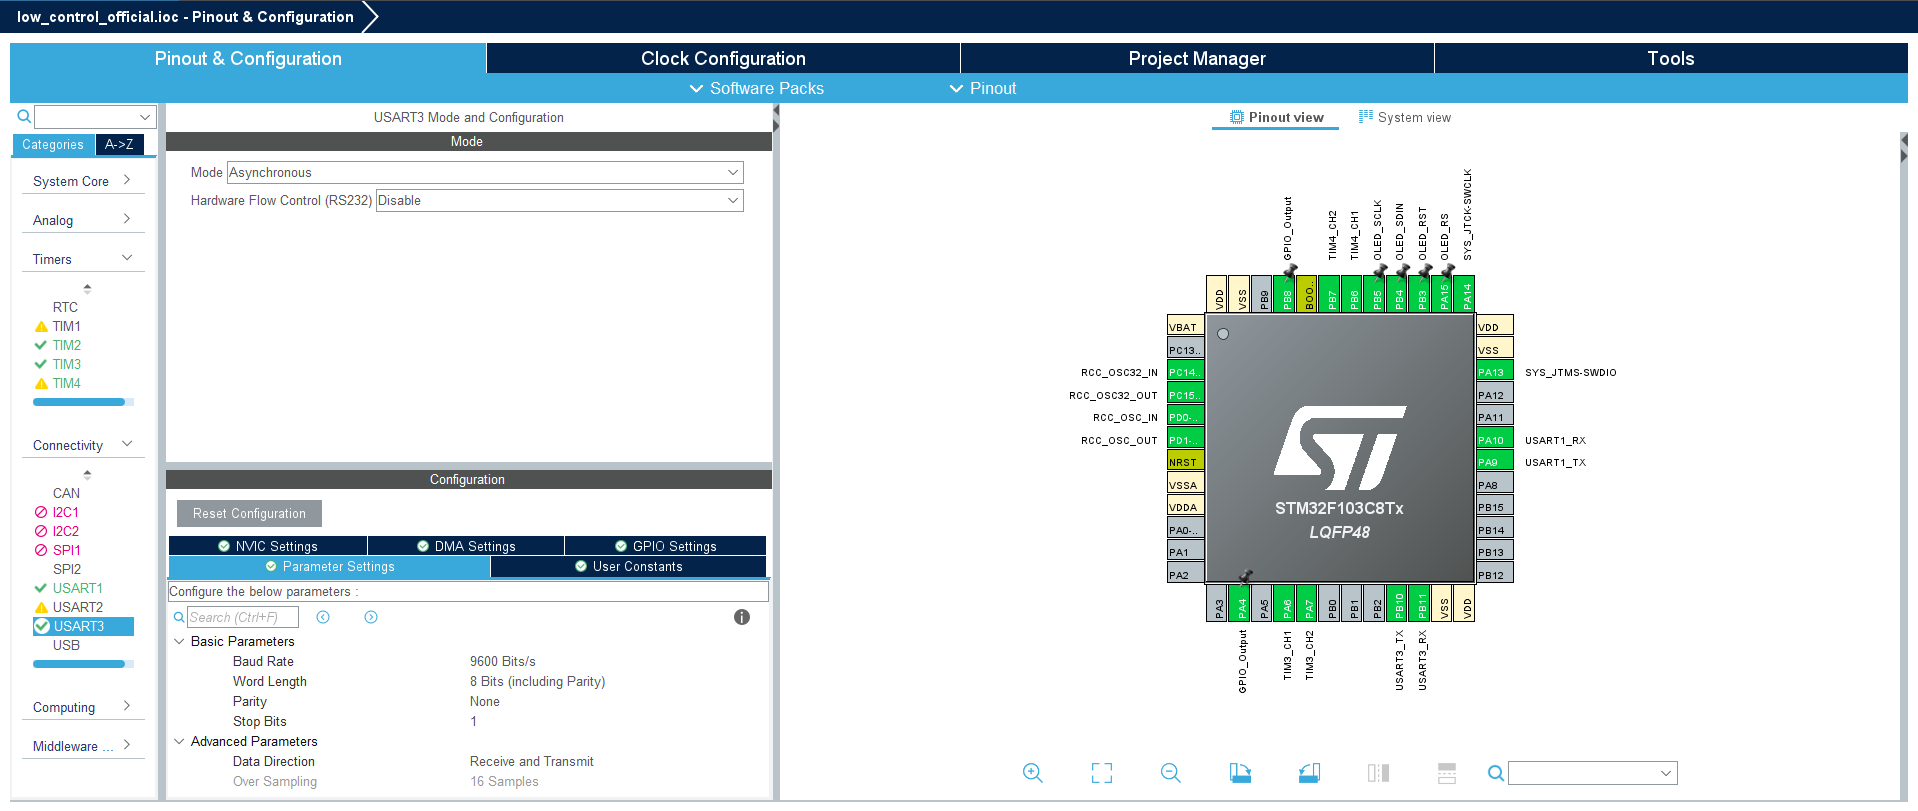 low_control_official.ioc - Pinout & Configuration
Pinout & Configuration
Clock Configuration
Project Manager
Tools
Software Packs
Pinout
Categories
A->Z
System Core
Analog
Timers
RTC
TIM1
TIM2
TIM3
TIM4
Connectivity
CAN
I2C1
I2C2
SPI1
SPI2
USART1
USART2
USART3
USB
Computing
Middleware ...
USART3 Mode and Configuration
Mode
Mode Asynchronous
Hardware Flow Control (RS232) Disable
Configuration
Reset Configuration
NVIC Settings
DMA Settings
GPIO Settings
Parameter Settings
User Constants
Configure the below parameters :
Search (Ctrl+F)
Basic Parameters
Baud Rate 9600 Bits/s
Word Length 8 Bits (including Parity)
Parity None
Stop Bits 1
Advanced Parameters
Data Direction Receive and Transmit
Over Sampling 16 Samples
Pinout view
System view
GPIO_Output
TIM4_CH2
TIM4_CH1
OLED_SCLK
OLED_SDIN
OLED_RST
OLED_RS
SYS_JTCK-SWCLK
VDD
VSS
PB9
PB8
BOO..
PB7
PB6
PB5
PB4
PB3
PA15
PA14
VBAT
PC13..
RCC_OSC32_IN PC14..
RCC_OSC32_OUT PC15..
RCC_OSC_IN PD0-..
RCC_OSC_OUT PD1-..
NRST
VSSA
VDDA
PA0-..
PA1
PA2
STM32F103C8Tx
LQFP48
VDD
VSS
PA13 SYS_JTMS-SWDIO
PA12
PA11
PA10 USART1_RX
PA9 USART1_TX
PA8
PB15
PB14
PB13
PB12
PA3
PA4
PA5
PA6
PA7
PB0
PB1
PB2
PB10
PB11
VSS
VDD
GPIO_Output
TIM3_CH1
TIM3_CH2
USART3_TX
USART3_RX